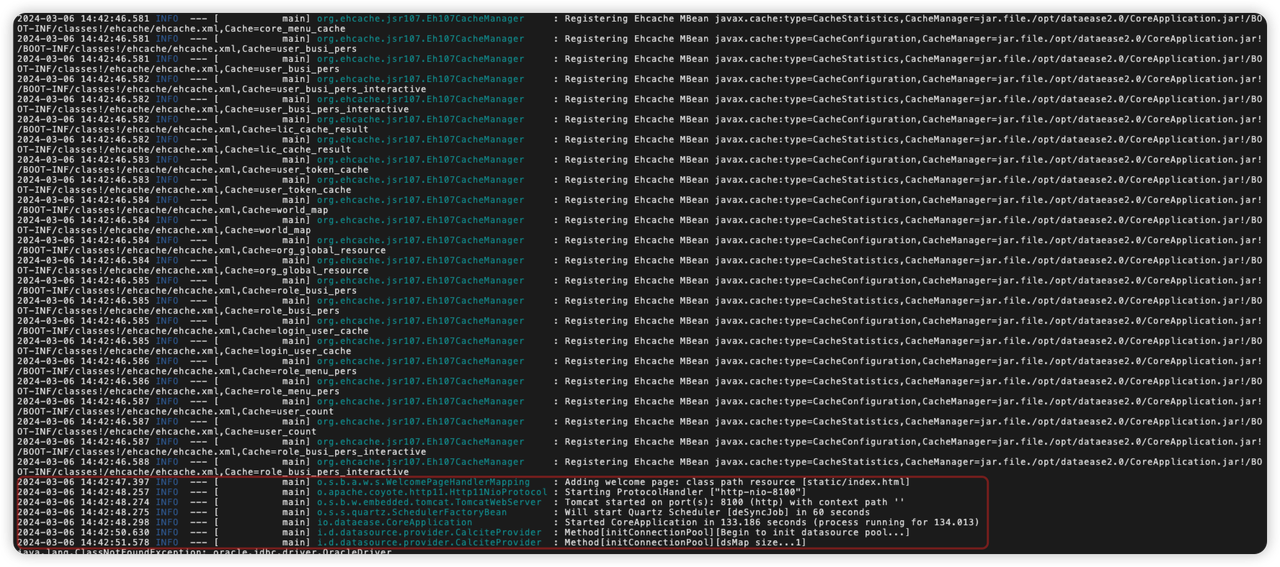 2024-03-06 14:42:46.581 INFO --- [ main] org.ehcache.jsr107.Eh107CacheManager : Registering Ehcache MBean javax.cache:type=CacheStatistics,CacheManager=jar.file./opt/dataease2.0/CoreApplication.jar!/BO
OT-INF/classes!/ehcache/ehcache.xml,Cache=core_menu_cache
2024-03-06 14:42:46.581 INFO --- [ main] org.ehcache.jsr107.Eh107CacheManager : Registering Ehcache MBean javax.cache:type=CacheConfiguration,CacheManager=jar.file./opt/dataease2.0/CoreApplication.jar!
/BOOT-INF/classes!/ehcache/ehcache.xml,Cache=user_busi_pers
2024-03-06 14:42:46.581 INFO --- [ main] org.ehcache.jsr107.Eh107CacheManager : Registering Ehcache MBean javax.cache:type=CacheStatistics,CacheManager=jar.file./opt/dataease2.0/CoreApplication.jar!/BO
OT-INF/classes!/ehcache/ehcache.xml,Cache=user_busi_pers
2024-03-06 14:42:46.582 INFO --- [ main] org.ehcache.jsr107.Eh107CacheManager : Registering Ehcache MBean javax.cache:type=CacheConfiguration,CacheManager=jar.file./opt/dataease2.0/CoreApplication.jar!
/BOOT-INF/classes!/ehcache/ehcache.xml,Cache=user_busi_pers_interactive
2024-03-06 14:42:46.582 INFO --- [ main] org.ehcache.jsr107.Eh107CacheManager : Registering Ehcache MBean javax.cache:type=CacheStatistics,CacheManager=jar.file./opt/dataease2.0/CoreApplication.jar!/BO
OT-INF/classes!/ehcache/ehcache.xml,Cache=user_busi_pers_interactive
2024-03-06 14:42:46.582 INFO --- [ main] org.ehcache.jsr107.Eh107CacheManager : Registering Ehcache MBean javax.cache:type=CacheConfiguration,CacheManager=jar.file./opt/dataease2.0/CoreApplication.jar!
/BOOT-INF/classes!/ehcache/ehcache.xml,Cache=lic_cache_result
2024-03-06 14:42:46.582 INFO --- [ main] org.ehcache.jsr107.Eh107CacheManager : Registering Ehcache MBean javax.cache:type=CacheStatistics,CacheManager=jar.file./opt/dataease2.0/CoreApplication.jar!/BO
OT-INF/classes!/ehcache/ehcache.xml,Cache=lic_cache_result
2024-03-06 14:42:46.583 INFO --- [ main] org.ehcache.jsr107.Eh107CacheManager : Registering Ehcache MBean javax.cache:type=CacheConfiguration,CacheManager=jar.file./opt/dataease2.0/CoreApplication.jar!
/BOOT-INF/classes!/ehcache/ehcache.xml,Cache=user_token_cache
2024-03-06 14:42:46.583 INFO --- [ main] org.ehcache.jsr107.Eh107CacheManager : Registering Ehcache MBean javax.cache:type=CacheStatistics,CacheManager=jar.file./opt/dataease2.0/CoreApplication.jar!/BO
OT-INF/classes!/ehcache/ehcache.xml,Cache=user_token_cache
2024-03-06 14:42:46.584 INFO --- [ main] org.ehcache.jsr107.Eh107CacheManager : Registering Ehcache MBean javax.cache:type=CacheConfiguration,CacheManager=jar.file./opt/dataease2.0/CoreApplication.jar!
/BOOT-INF/classes!/ehcache/ehcache.xml,Cache=world_map
2024-03-06 14:42:46.584 INFO --- [ main] org.ehcache.jsr107.Eh107CacheManager : Registering Ehcache MBean javax.cache:type=CacheStatistics,CacheManager=jar.file./opt/dataease2.0/CoreApplication.jar!/BO
OT-INF/classes!/ehcache/ehcache.xml,Cache=world_map
2024-03-06 14:42:46.584 INFO --- [ main] org.ehcache.jsr107.Eh107CacheManager : Registering Ehcache MBean javax.cache:type=CacheConfiguration,CacheManager=jar.file./opt/dataease2.0/CoreApplication.jar!
/BOOT-INF/classes!/ehcache/ehcache.xml,Cache=org_global_resource
2024-03-06 14:42:46.584 INFO --- [ main] org.ehcache.jsr107.Eh107CacheManager : Registering Ehcache MBean javax.cache:type=CacheStatistics,CacheManager=jar.file./opt/dataease2.0/CoreApplication.jar!/BO
OT-INF/classes!/ehcache/ehcache.xml,Cache=org_global_resource
2024-03-06 14:42:46.585 INFO --- [ main] org.ehcache.jsr107.Eh107CacheManager : Registering Ehcache MBean javax.cache:type=CacheConfiguration,CacheManager=jar.file./opt/dataease2.0/CoreApplication.jar!
/BOOT-INF/classes!/ehcache/ehcache.xml,Cache=role_busi_pers
2024-03-06 14:42:46.585 INFO --- [ main] org.ehcache.jsr107.Eh107CacheManager : Registering Ehcache MBean javax.cache:type=CacheStatistics,CacheManager=jar.file./opt/dataease2.0/CoreApplication.jar!/BO
OT-INF/classes!/ehcache/ehcache.xml,Cache=role_busi_pers
2024-03-06 14:42:46.585 INFO --- [ main] org.ehcache.jsr107.Eh107CacheManager : Registering Ehcache MBean javax.cache:type=CacheConfiguration,CacheManager=jar.file./opt/dataease2.0/CoreApplication.jar!
/BOOT-INF/classes!/ehcache/ehcache.xml,Cache=login_user_cache
2024-03-06 14:42:46.585 INFO --- [ main] org.ehcache.jsr107.Eh107CacheManager : Registering Ehcache MBean javax.cache:type=CacheStatistics,CacheManager=jar.file./opt/dataease2.0/CoreApplication.jar!/BO
OT-INF/classes!/ehcache/ehcache.xml,Cache=login_user_cache
2024-03-06 14:42:46.586 INFO --- [ main] org.ehcache.jsr107.Eh107CacheManager : Registering Ehcache MBean javax.cache:type=CacheConfiguration,CacheManager=jar.file./opt/dataease2.0/CoreApplication.jar!
/BOOT-INF/classes!/ehcache/ehcache.xml,Cache=role_menu_pers
2024-03-06 14:42:46.586 INFO --- [ main] org.ehcache.jsr107.Eh107CacheManager : Registering Ehcache MBean javax.cache:type=CacheStatistics,CacheManager=jar.file./opt/dataease2.0/CoreApplication.jar!/BO
OT-INF/classes!/ehcache/ehcache.xml,Cache=role_menu_pers
2024-03-06 14:42:46.587 INFO --- [ main] org.ehcache.jsr107.Eh107CacheManager : Registering Ehcache MBean javax.cache:type=CacheConfiguration,CacheManager=jar.file./opt/dataease2.0/CoreApplication.jar!
/BOOT-INF/classes!/ehcache/ehcache.xml,Cache=user_count
2024-03-06 14:42:46.587 INFO --- [ main] org.ehcache.jsr107.Eh107CacheManager : Registering Ehcache MBean javax.cache:type=CacheStatistics,CacheManager=jar.file./opt/dataease2.0/CoreApplication.jar!/BO
OT-INF/classes!/ehcache/ehcache.xml,Cache=user_count
2024-03-06 14:42:46.587 INFO --- [ main] org.ehcache.jsr107.Eh107CacheManager : Registering Ehcache MBean javax.cache:type=CacheConfiguration,CacheManager=jar.file./opt/dataease2.0/CoreApplication.jar!
/BOOT-INF/classes!/ehcache/ehcache.xml,Cache=role_busi_pers_interactive
2024-03-06 14:42:46.588 INFO --- [ main] org.ehcache.jsr107.Eh107CacheManager : Registering Ehcache MBean javax.cache:type=CacheStatistics,CacheManager=jar.file./opt/dataease2.0/CoreApplication.jar!/BO
OT-INF/classes!/ehcache/ehcache.xml,Cache=role_busi_pers_interactive
2024-03-06 14:42:47.397 INFO --- [ main] o.s.b.a.w.s.WelcomePageHandlerMapping : Adding welcome page: class path resource [static/index.html]
2024-03-06 14:42:48.257 INFO --- [ main] o.apache.coyote.http11.Http11NioProtocol : Starting ProtocolHandler ["http-nio-8100"]
2024-03-06 14:42:48.274 INFO --- [ main] o.s.b.w.embedded.tomcat.TomcatWebServer : Tomcat started on port(s): 8100 (http) with context path ''
2024-03-06 14:42:48.275 INFO --- [ main] o.s.s.quartz.SchedulerFactoryBean : Will start Quartz Scheduler [deSyncJob] in 60 seconds
2024-03-06 14:42:48.298 INFO --- [ main] io.dataease.CoreApplication : Started CoreApplication in 133.186 seconds (process running for 134.013)
2024-03-06 14:42:50.630 INFO --- [ main] i.d.datasource.provider.CalciteProvider : Method[initConnectionPool][Begin to init datasource pool...]
2024-03-06 14:42:51.578 INFO --- [ main] i.d.datasource.provider.CalciteProvider : Method[initConnectionPool][dsMap size...1]
java.lang.ClassNotFoundException: oracle.jdbc.driver.OracleDriver